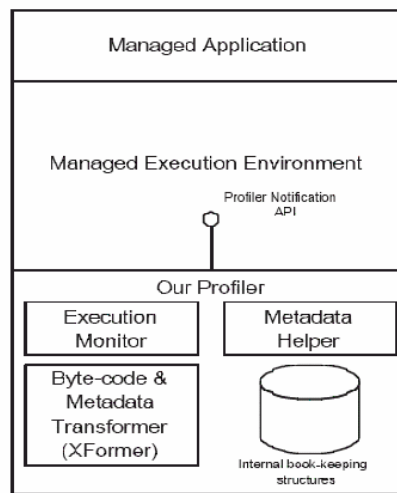 Managed Application
Managed Execution Environment
Profiler Notification
API
Our Profiler
Execution
Monitor
Metadata
Helper
Byte-code &
Metadata
Transformer
(XFormer)
Internal book-keeping
structures